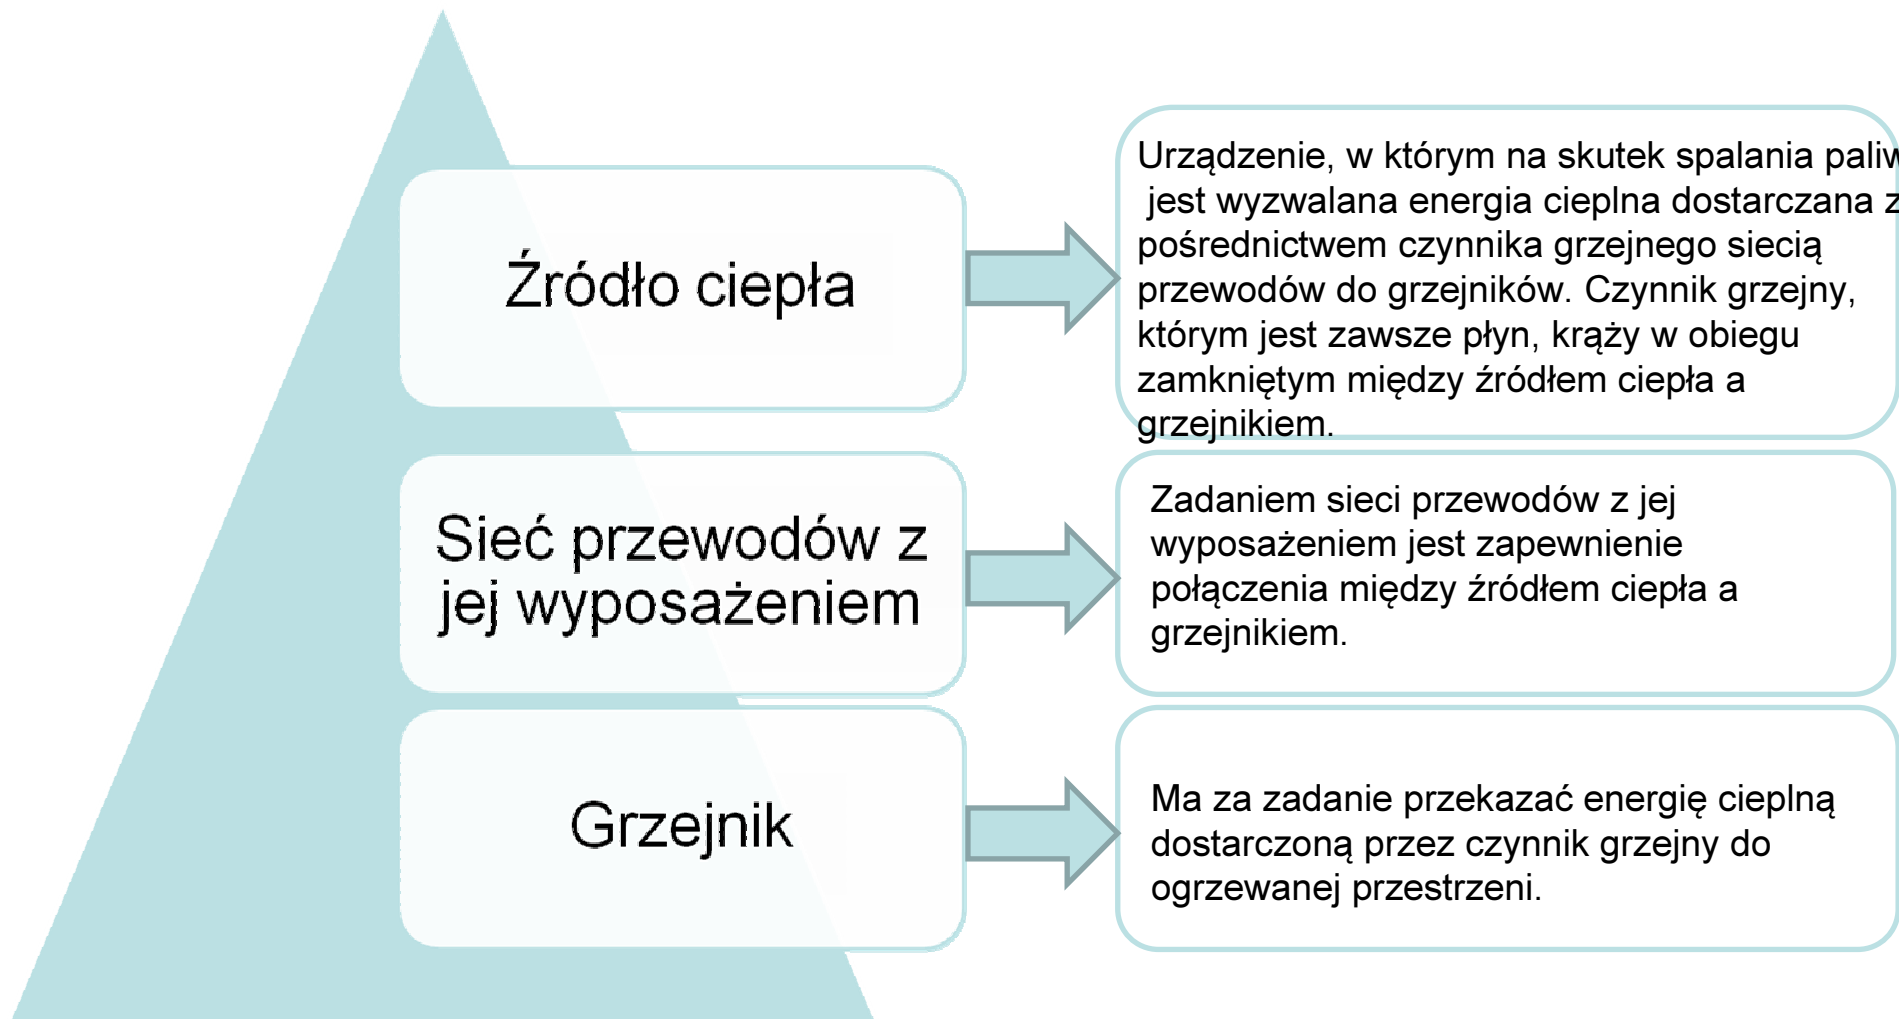 Źródło ciepła
Urządzenie, w którym na skutek spalania paliw
jest wyzwalana energia cieplna dostarczana z
pośrednictwem czynnika grzejnego siecią
przewodów do grzejników. Czynnik grzejny,
którym jest zawsze płyn, krąży w obiegu
zamkniętym między źródłem ciepła a
grzejnikiem.
Sieć przewodów z
jej wyposażeniem
Zadaniem sieci przewodów z jej
wyposażeniem jest zapewnienie
połączenia między źródłem ciepła a
grzejnikiem.
Grzejnik
Ma za zadanie przekazać energię cieplną
dostarczoną przez czynnik grzejny do
ogrzewanej przestrzeni.